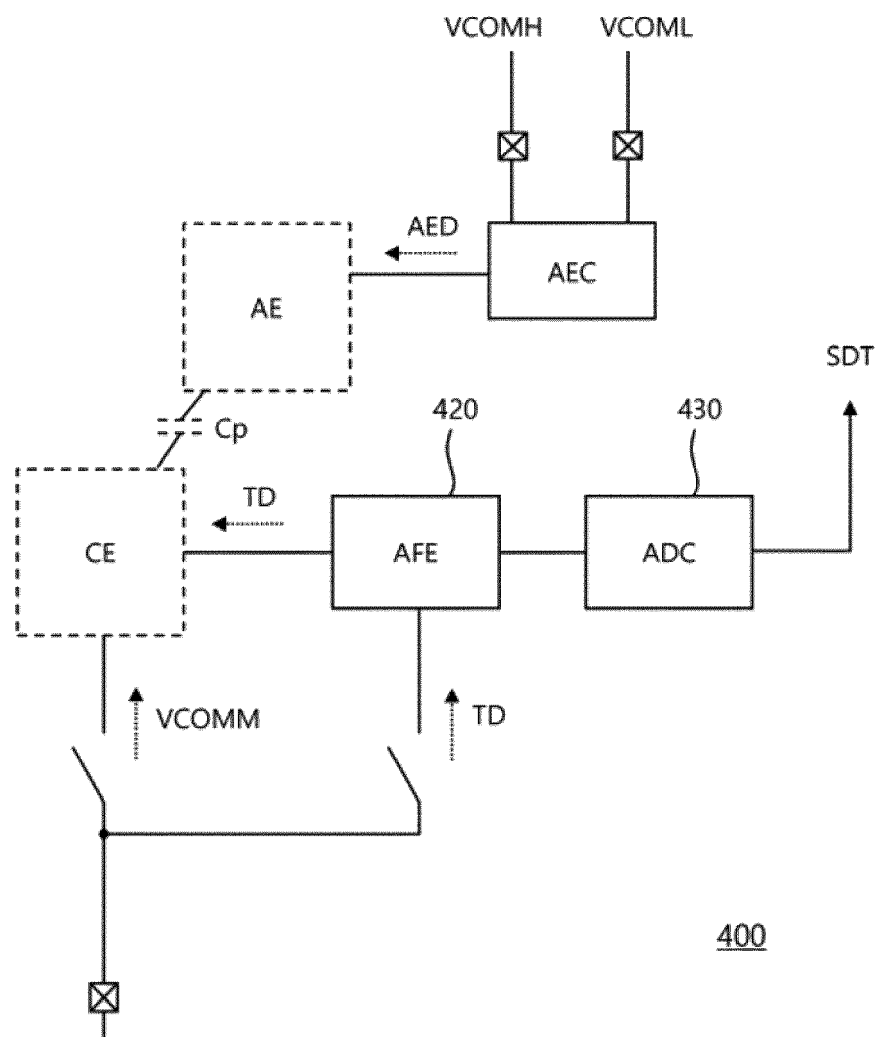 VCOMH VCOML
AED
AEC
AE
SDT
Cp
420
430
TD
CE
AFE
ADC
VCOMM
TD
400